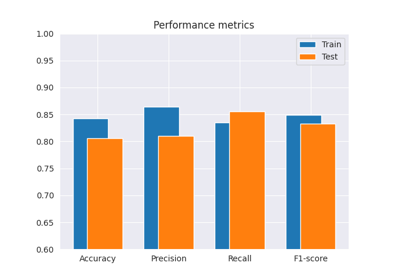 Performance metrics
1.00
0.95
0.90
0.85
0.80
0.75
0.70
0.65
0.60
Train
Test
Accuracy Precision Recall F1-score